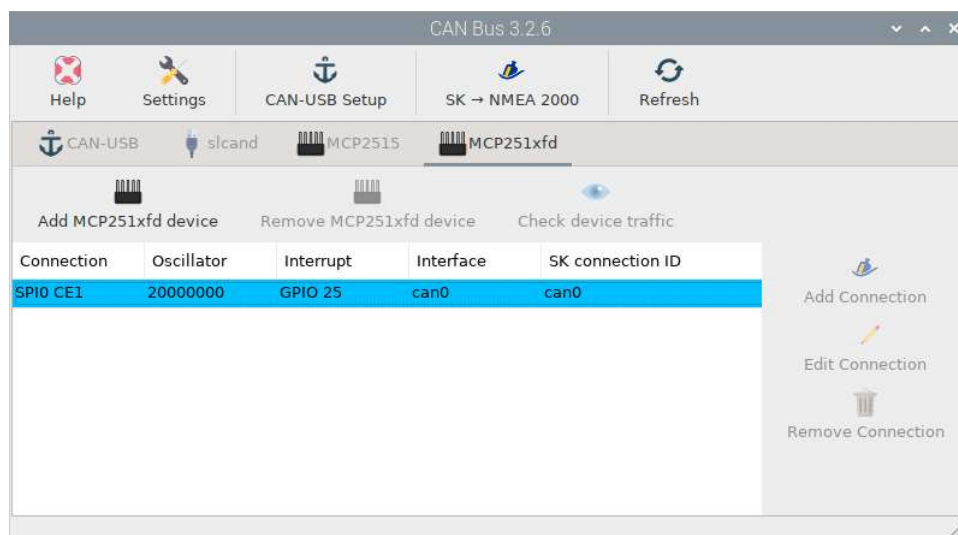 CAN Bus 3.2.6
Help Settings CAN-USB Setup SK → NMEA 2000 Refresh
CAN-USB slcand MCP2515 MCP251xfd
Add MCP251xfd device Remove MCP251xfd device Check device traffic
Connection Oscillator Interrupt Interface SK connection ID
SPI0 CE1 20000000 GPIO 25 can0 can0
Add Connection
Edit Connection
Remove Connection